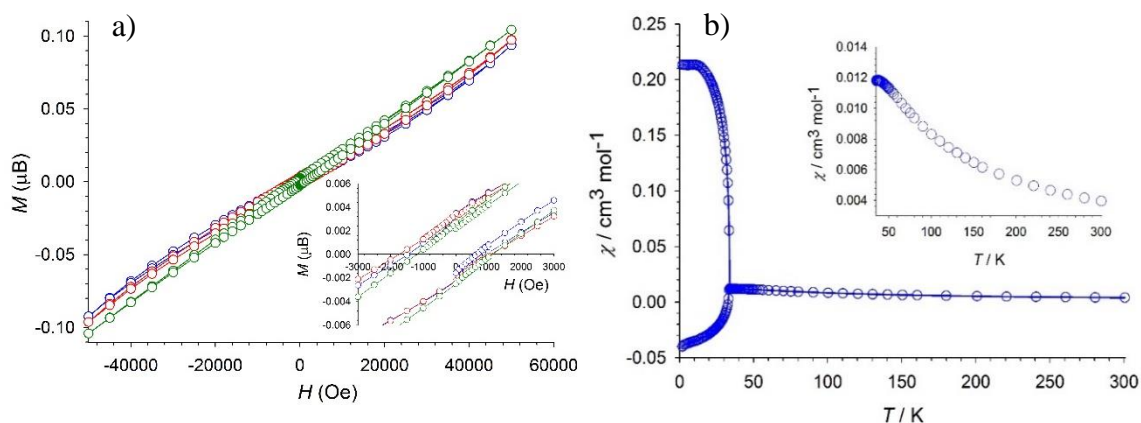 a)
M (μB)
0.10
0.05
0.00
-0.05
-0.10
-40000 -20000 0 20000 40000 60000
H (Oe)
M (μB)
0.006
0.004
0.002
0.000
-0.002
-0.004
-0.006
-3000 -2000 -1000 0 1000 2000 3000
H (Oe)
b)
χ / cm³ mol⁻¹
0.25
0.20
0.15
0.10
0.05
0.00
-0.05
0 50 100 150 200 250 300
T / K
χ / cm³ mol⁻¹
0.014
0.012
0.010
0.008
0.006
0.004
50 100 150 200 250 300
T / K